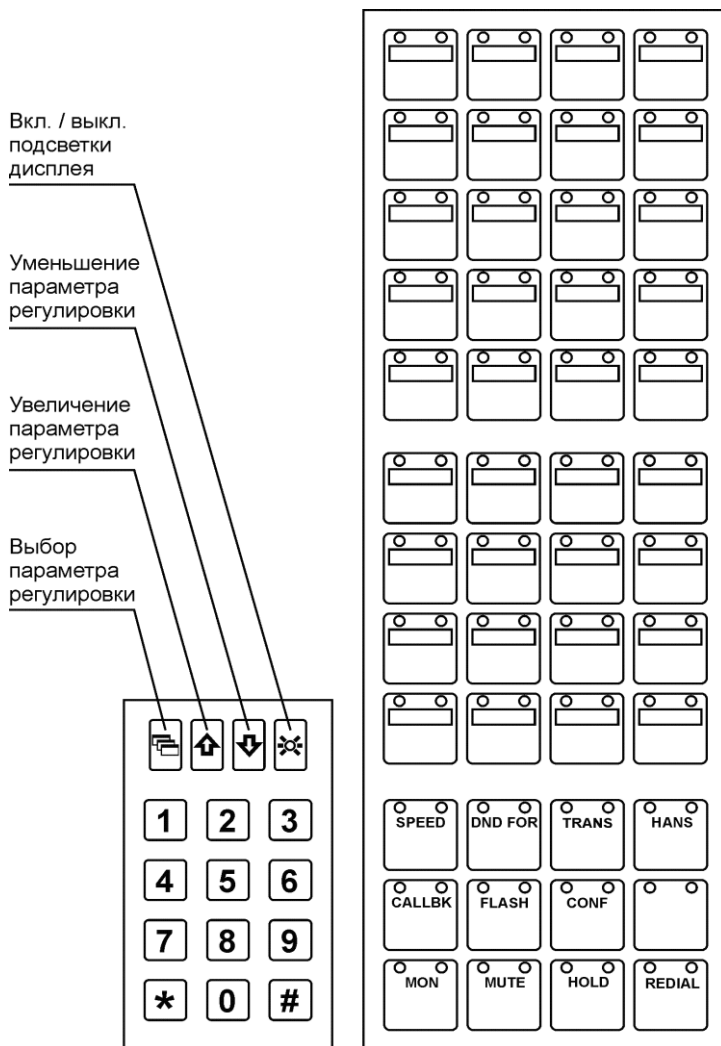 Вкл. / выкл.
подсветки
дисплея
Уменьшение
параметра
регулировки
Увеличение
параметра
регулировки
Выбор
параметра
регулировки
1 2 3
4 5 6
7 8 9
* 0 #
SPEED DND FOR TRANS HANS
CALLBK FLASH CONF
MON MUTE HOLD REDIAL